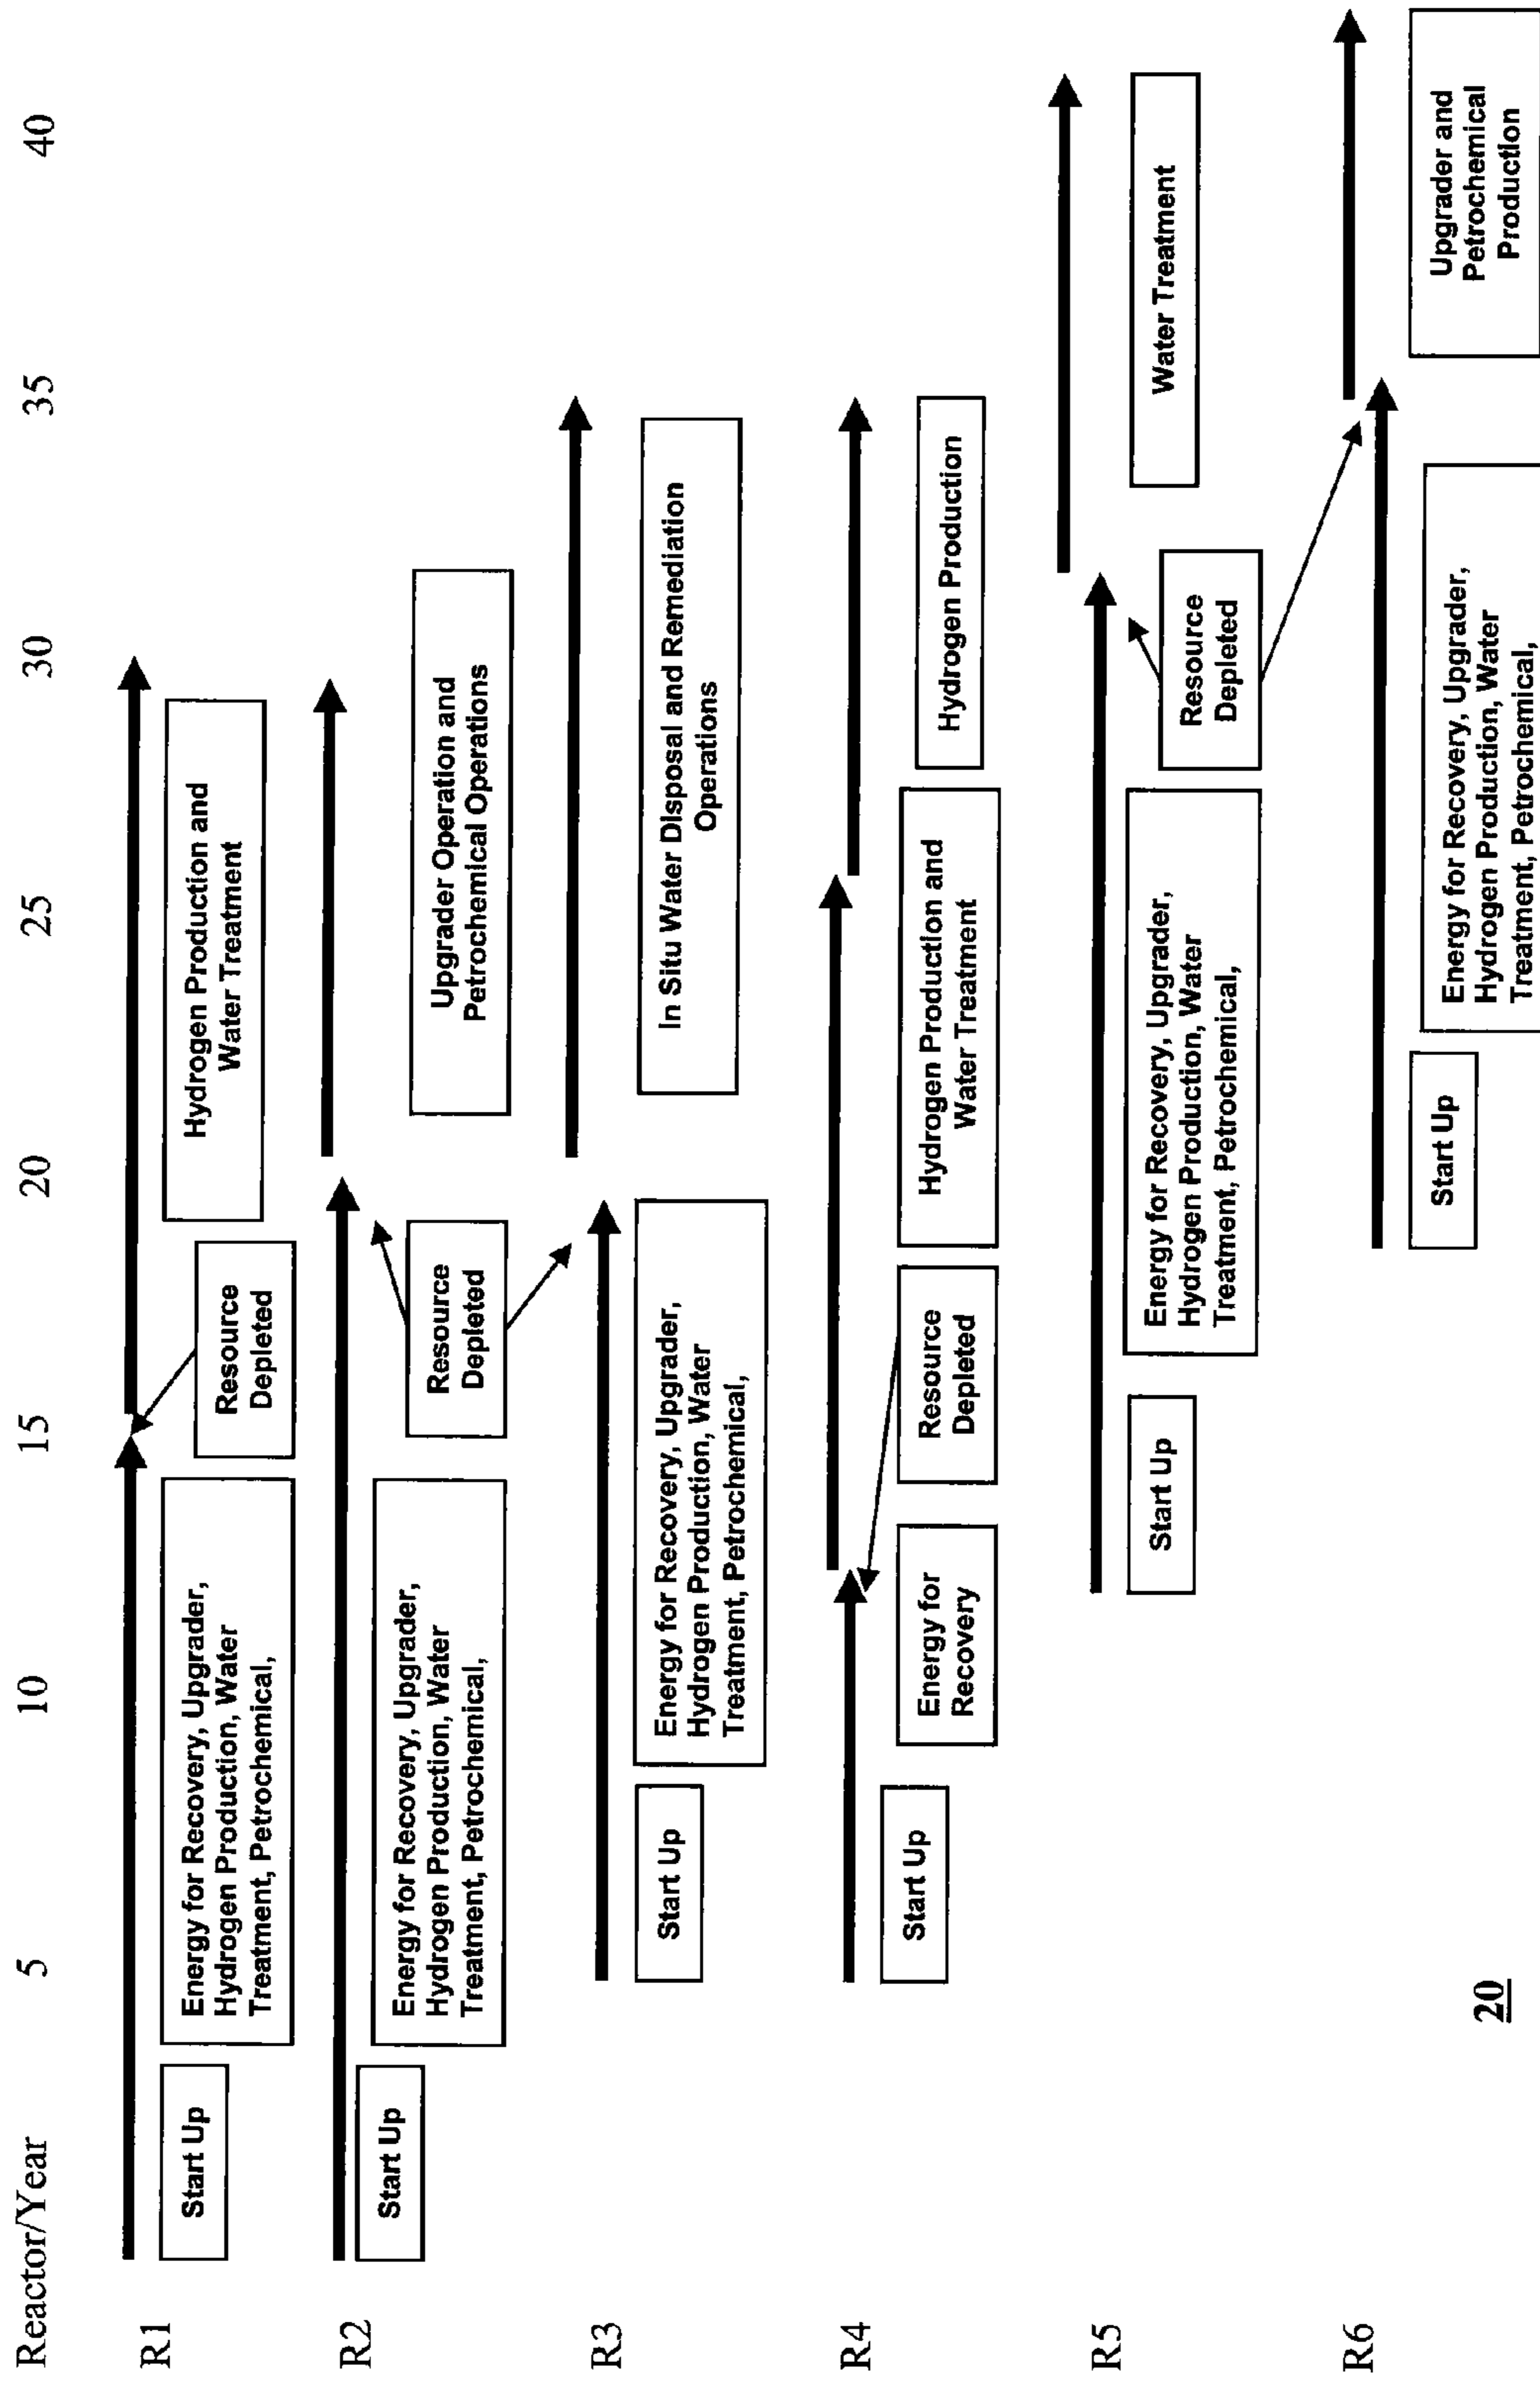 Reactor/Year 5 10 15 20 25 30 35 40
R1
Start Up
Energy for Recovery, Upgrader,
Hydrogen Production, Water
Treatment, Petrochemical,
Resource
Depleted
Hydrogen Production and
Water Treatment
R2
Start Up
Energy for Recovery, Upgrader,
Hydrogen Production, Water
Treatment, Petrochemical,
Resource
Depleted
Upgrader Operation and
Petrochemical Operations
R3
Start Up
Energy for Recovery, Upgrader,
Hydrogen Production, Water
Treatment, Petrochemical,
In Situ Water Disposal and Remediation
Operations
R4
Start Up
Energy for
Recovery
Resource
Depleted
Hydrogen Production and
Water Treatment
Hydrogen Production
R5
Start Up
Energy for Recovery, Upgrader,
Hydrogen Production, Water
Treatment, Petrochemical,
Resource
Depleted
Water Treatment
R6
Start Up
Energy for Recovery, Upgrader,
Hydrogen Production, Water
Treatment, Petrochemical,
Upgrader and
Petrochemical
Production
20